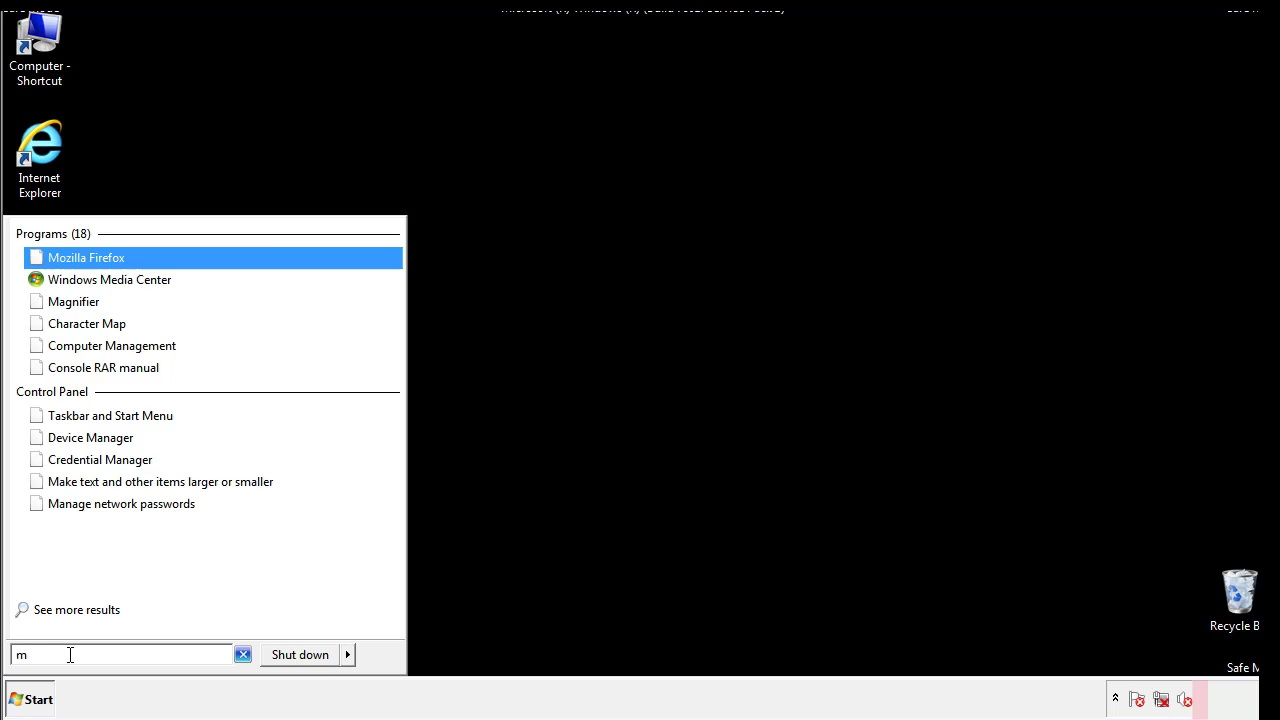 Computer -
Shortcut
Internet
Explorer
Programs (18)
Mozilla Firefox
Windows Media Center
Magnifier
Character Map
Computer Management
Console RAR manual
Control Panel
Taskbar and Start Menu
Device Manager
Credential Manager
Make text and other items larger or smaller
Manage network passwords
See more results
m
Shut down
Recycle B
Safe M
Start